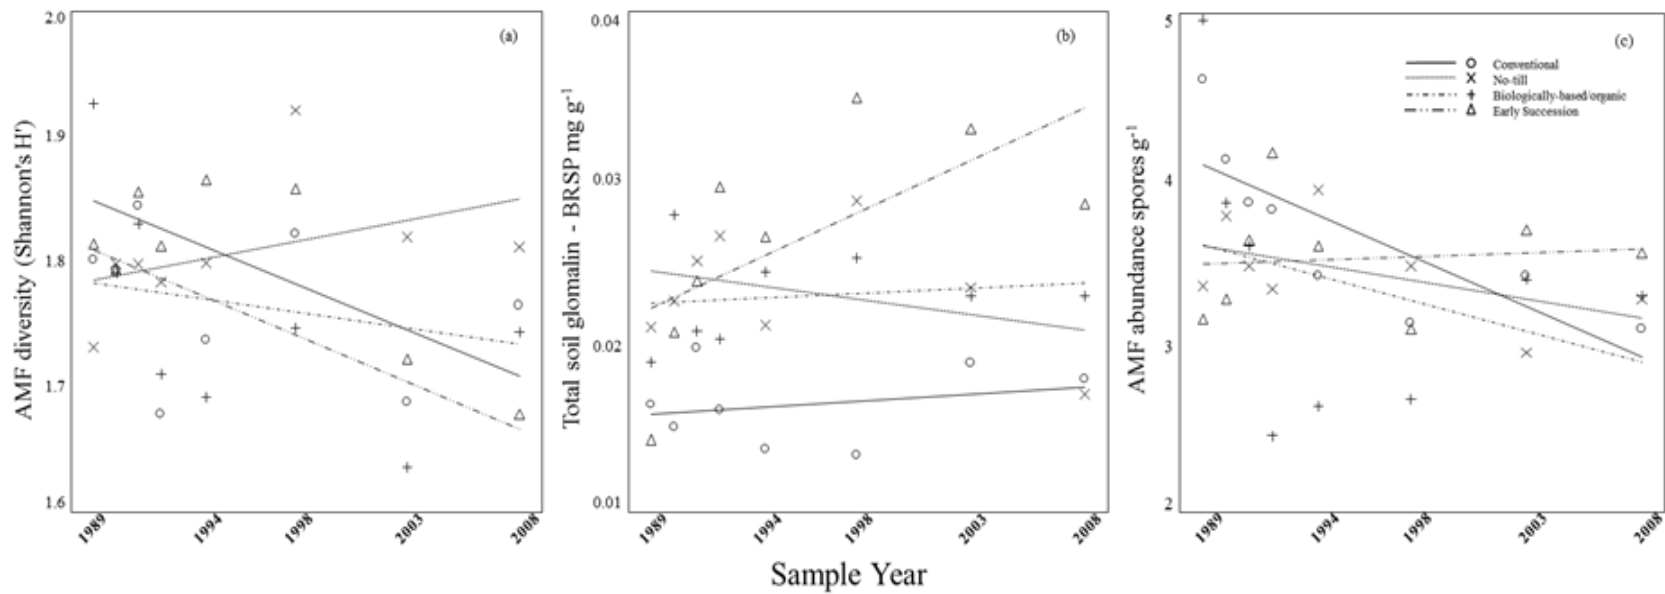 AMF diversity (Shannon's H')
2.0
1.9
1.8
1.7
1.6
(a)
1989
1994
1998
2003
2008
Total soil glomalin - BRSP mg g-1
0.04
0.03
0.02
0.01
(b)
1989
1994
1998
2003
2008
AMF abundance spores g-1
5
4
3
2
(c)
Conventional
No-till
Biologically-based/organic
Early Succession
1989
1994
1998
2003
2008
Sample Year